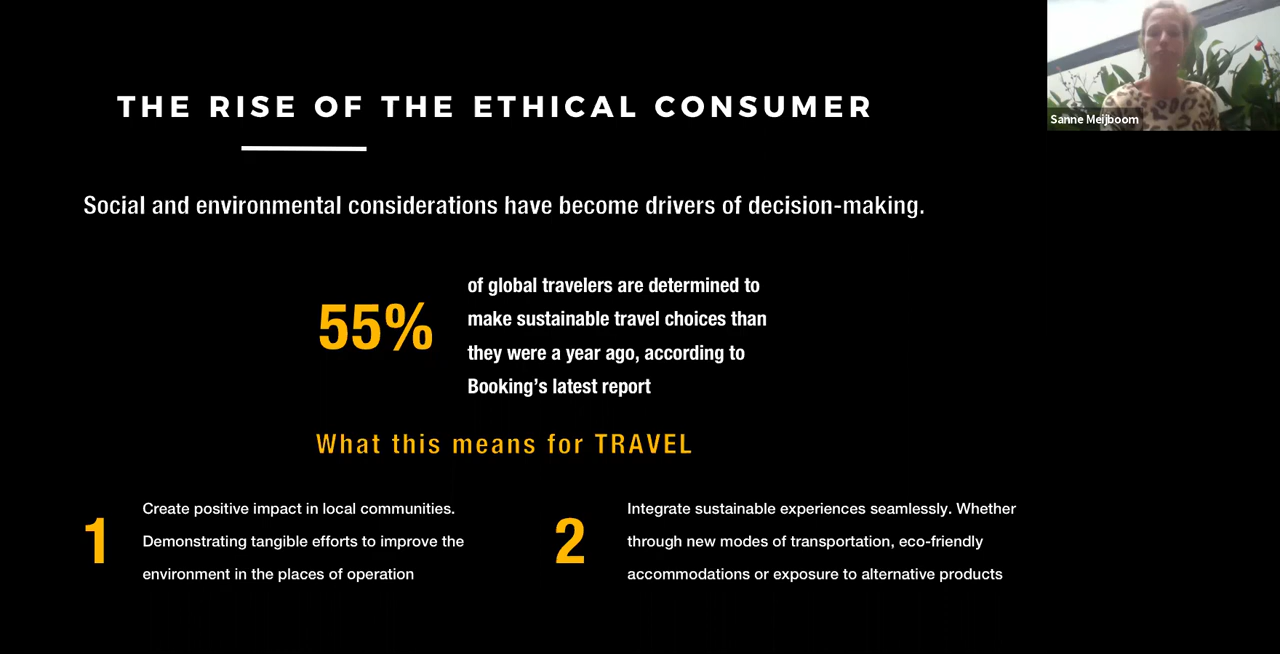 THE RISE OF THE ETHICAL CONSUMER
Sanne Meijboom
Social and environmental considerations have become drivers of decision-making.
55%
of global travelers are determined to
make sustainable travel choices than
they were a year ago, according to
Booking's latest report
What this means for TRAVEL
1
Create positive impact in local communities.
Demonstrating tangible efforts to improve the
environment in the places of operation
2
Integrate sustainable experiences seamlessly. Whether
through new modes of transportation, eco-friendly
accommodations or exposure to alternative products